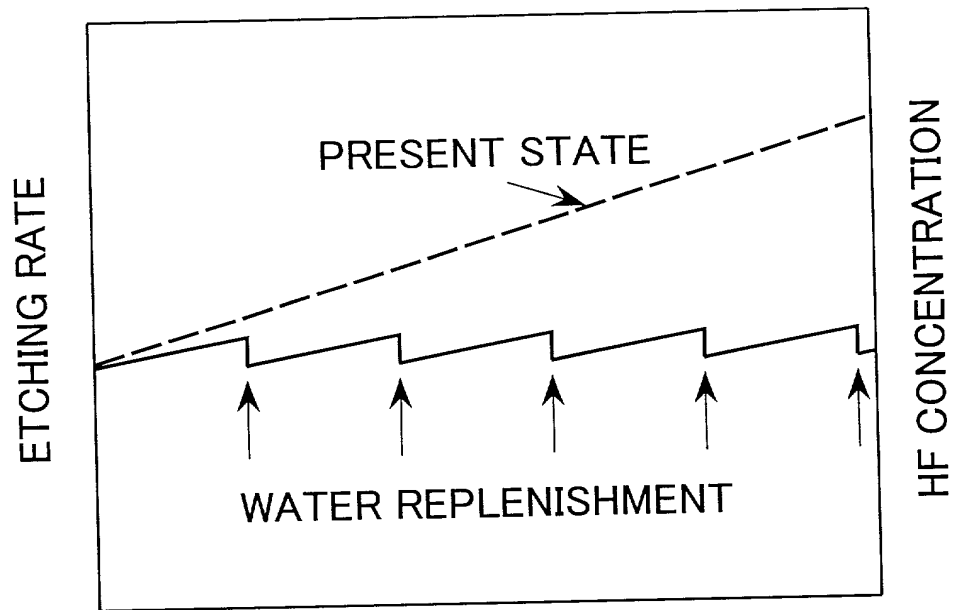 PRESENT STATE
ETCHING RATE
HF CONCENTRATION
WATER REPLENISHMENT